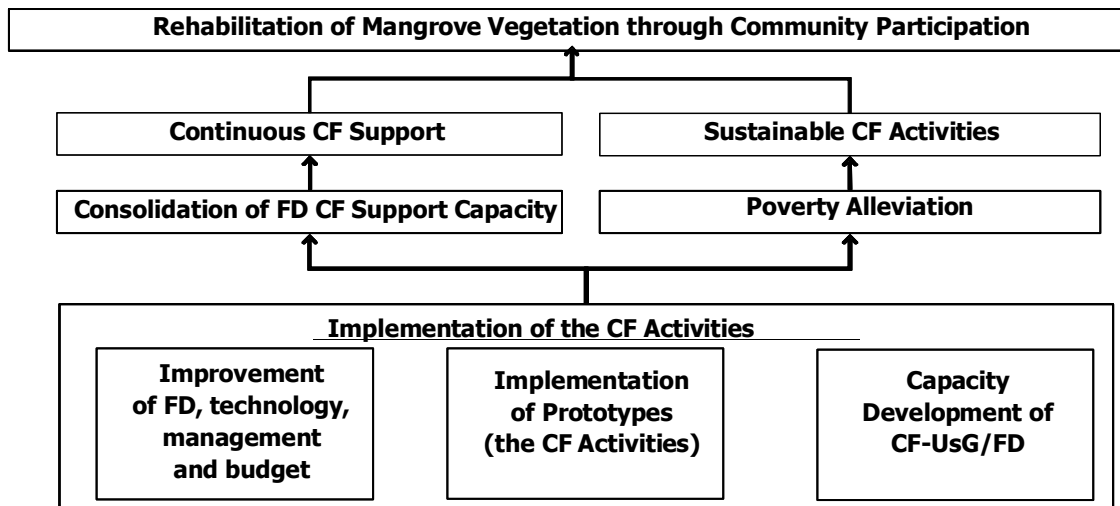 Rehabilitation of Mangrove Vegetation through Community Participation
Continuous CF Support
Sustainable CF Activities
Consolidation of FD CF Support Capacity
Poverty Alleviation
Implementation of the CF Activities
Improvement
of FD, technology,
management
and budget
Implementation
of Prototypes
(the CF Activities)
Capacity
Development of
CF-UsG/FD